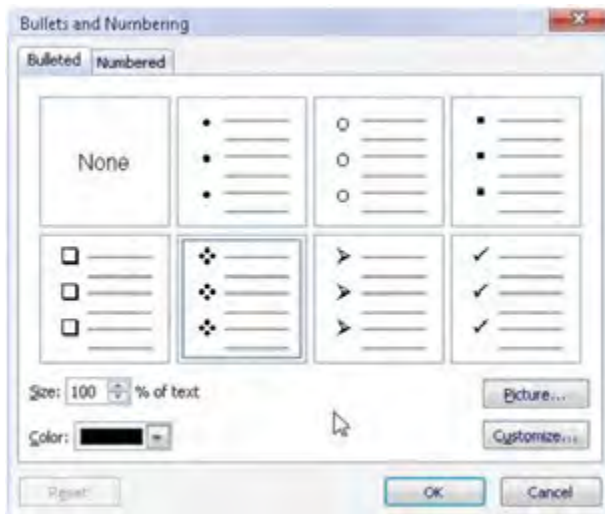 Bullets and Numbering
Bulleted Numbered
None
Size: 100 % of text
Picture...
Color:
Customize...
Reset
OK Cancel